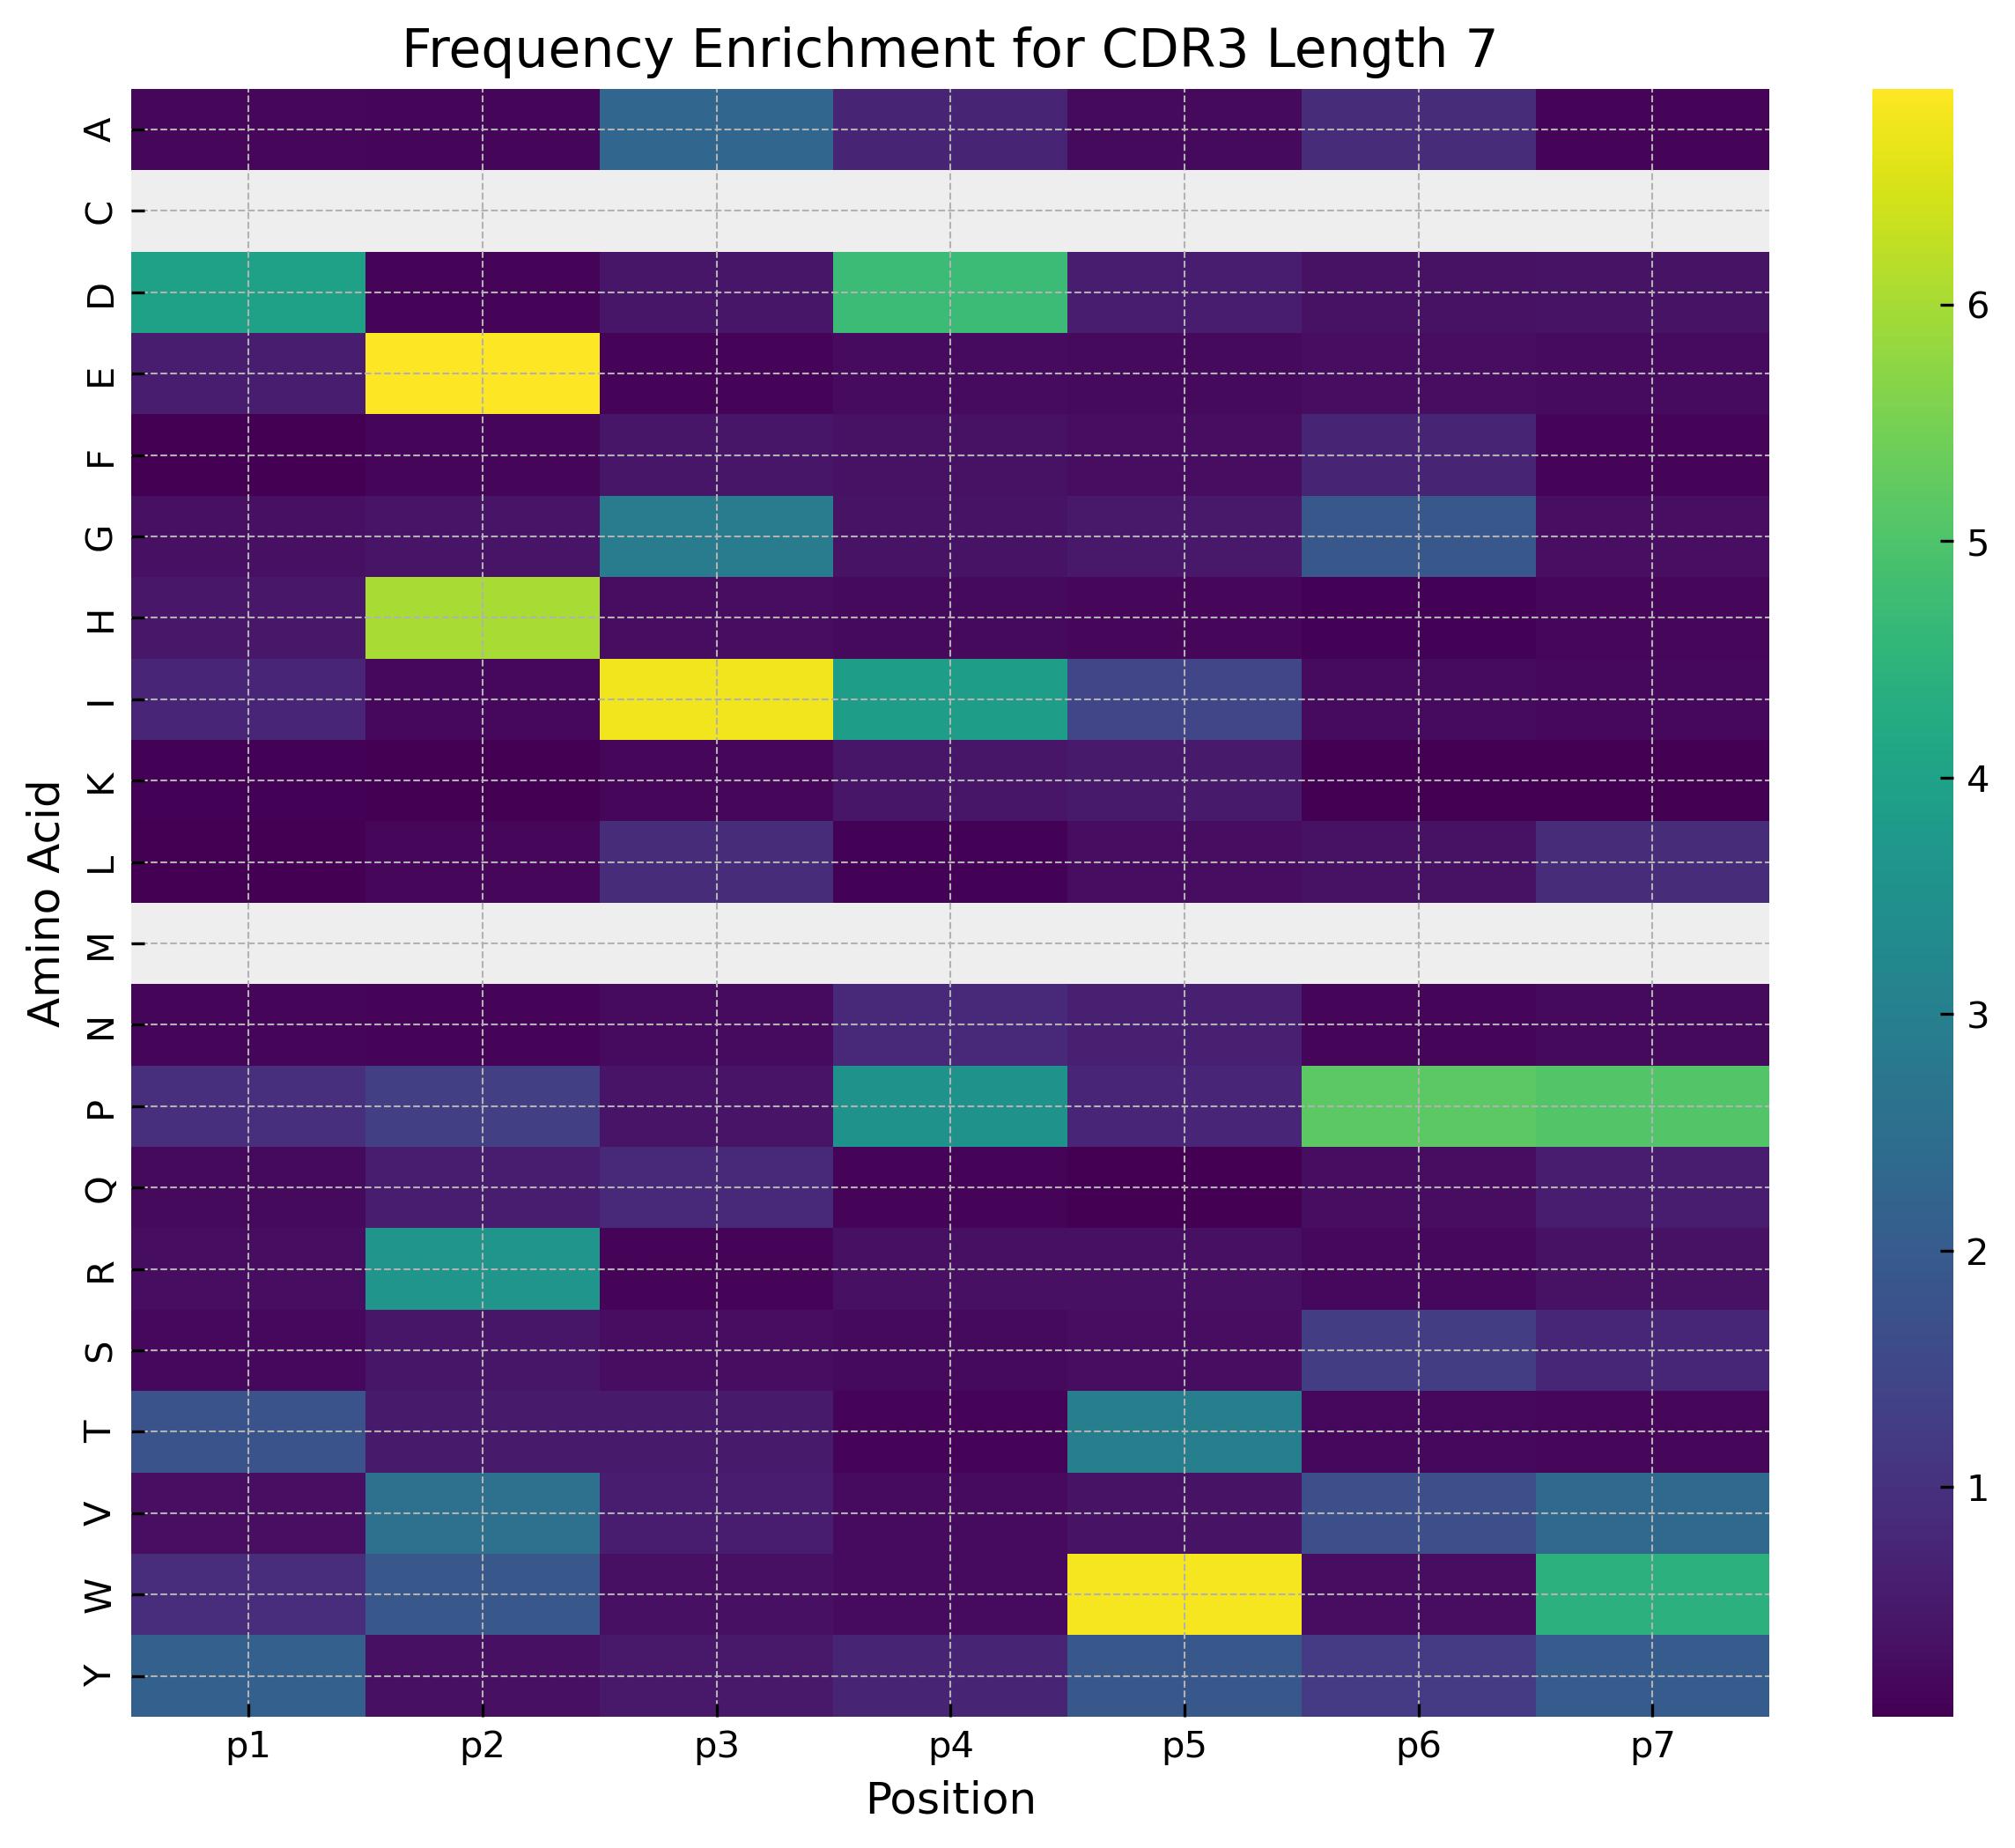 Frequency Enrichment for CDR3 Length 7
Amino Acid
A
C
D
E
F
G
H
I
K
L
M
N
P
Q
R
S
T
V
W
Y
p1 p2 p3 p4 p5 p6 p7
Position
6
5
4
3
2
1